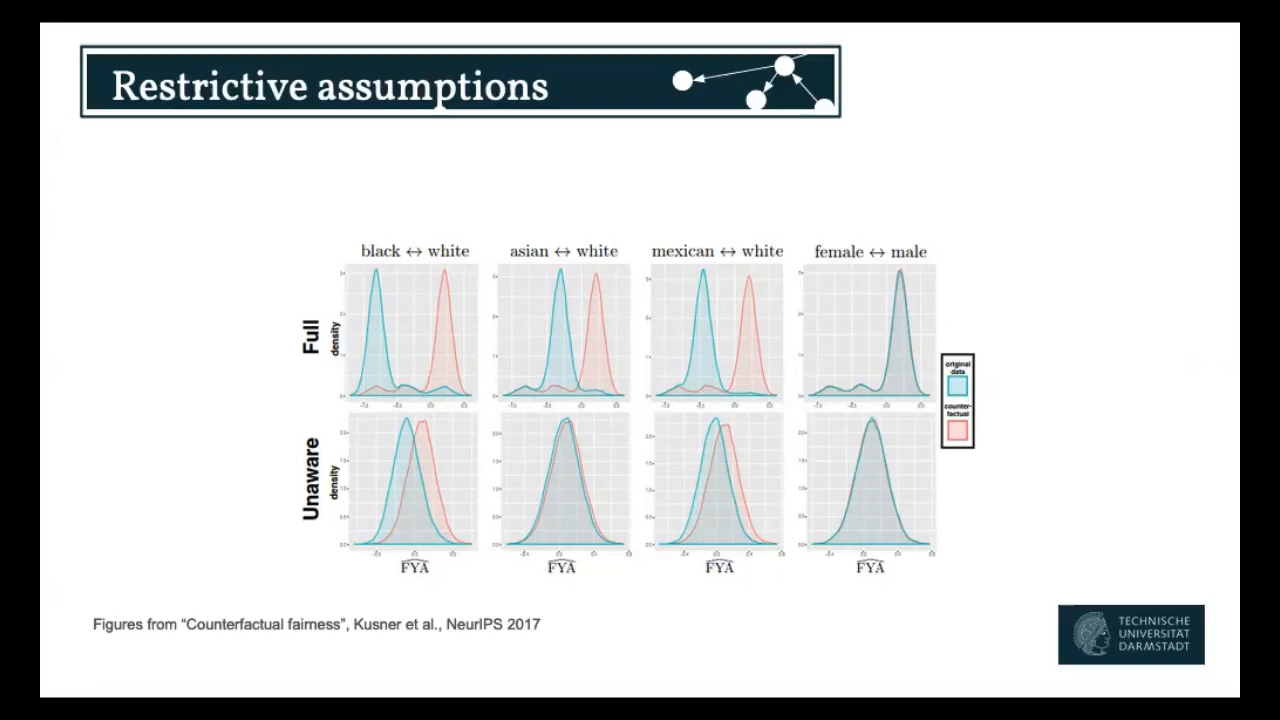 Restrictive assumptions
black ↔ white
asian ↔ white
mexican ↔ white
female ↔ male
Full
density
original
data
counter-
factual
Unaware
density
FYA
FYA
FYA
FYA
Figures from “Counterfactual fairness”, Kusner et al., NeurIPS 2017
TECHNISCHE
UNIVERSITÄT
DARMSTADT